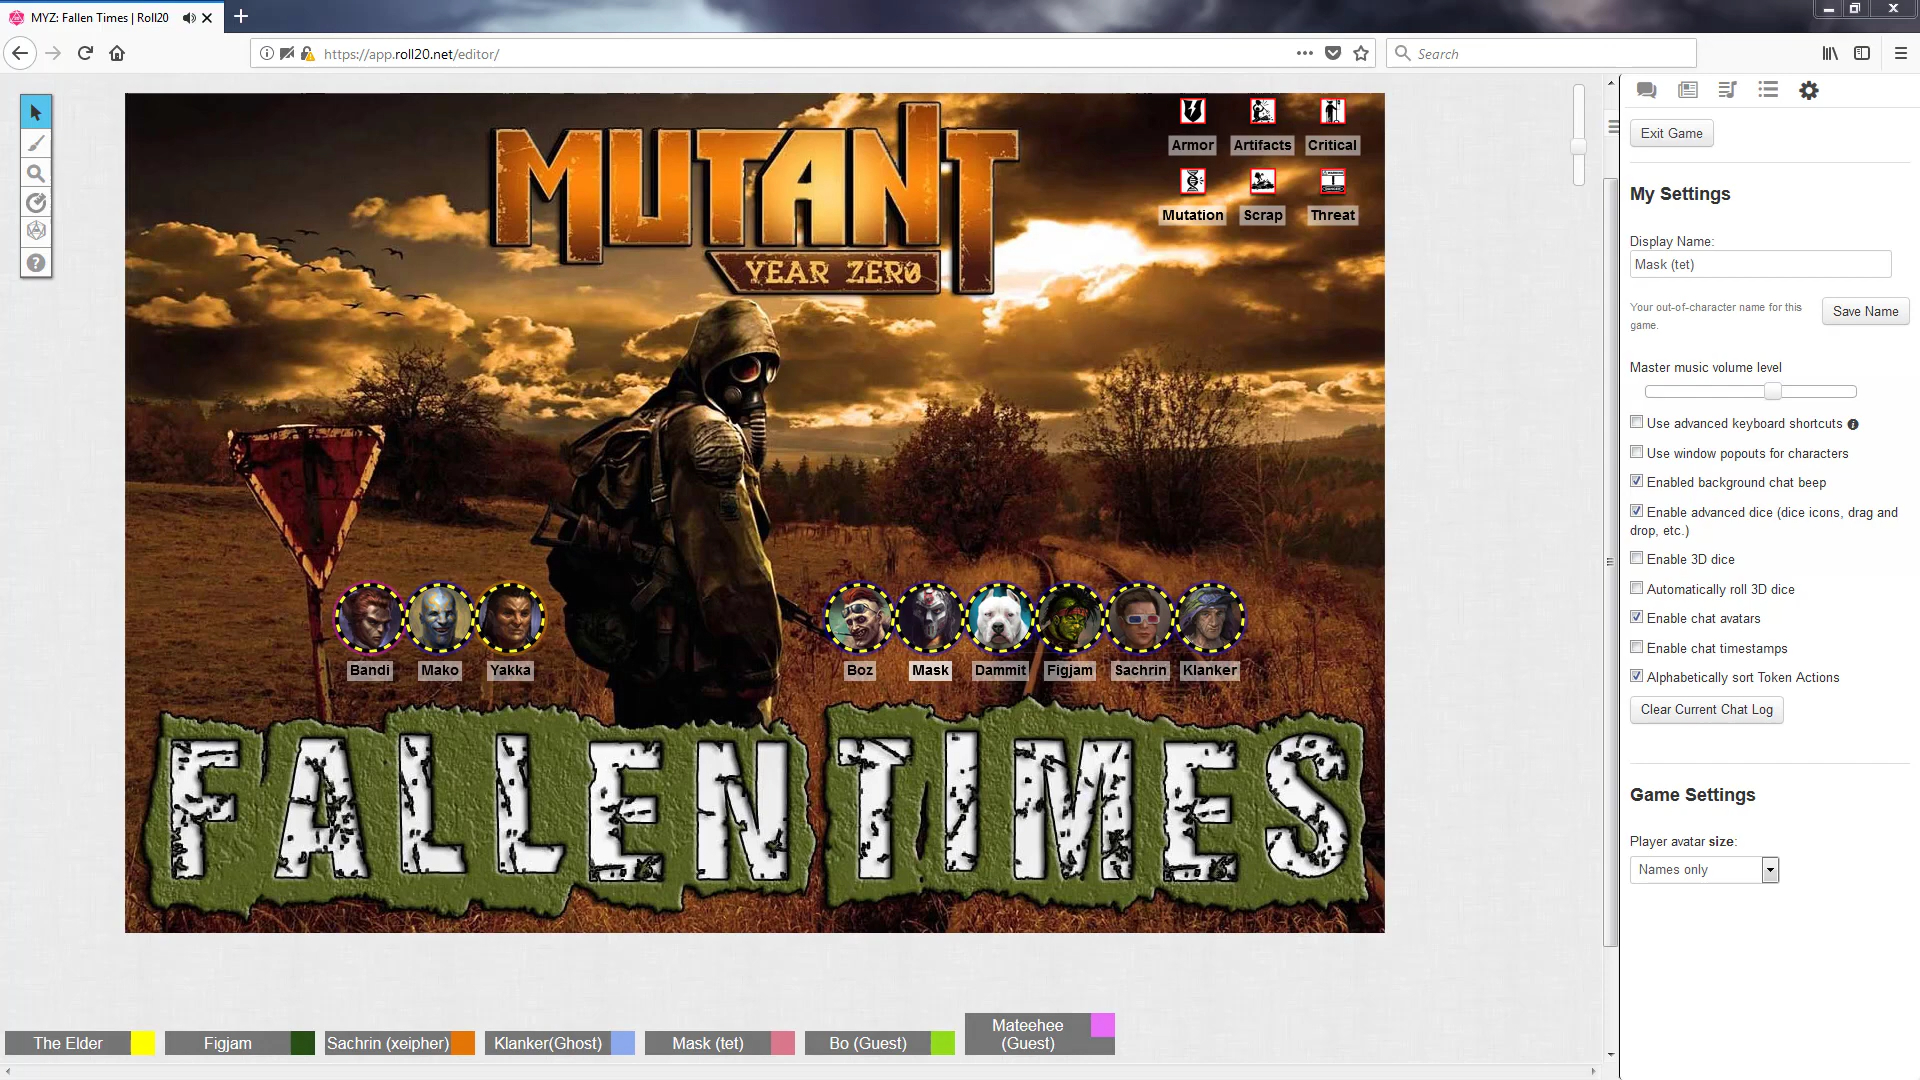 MYZ: Fallen Times | Roll20
https://app.roll20.net/editor/
Search
MUTANT
YEAR ZERO
Armor
Artifacts
Critical
Mutation
Scrap
Threat
Bandi
Mako
Yakka
Boz
Mask
Dammit
Figjam
Sachrin
Klanker
FALLEN TIMES
The Elder
Figjam
Sachrin (xeipher)
Klanker(Ghost)
Mask (tet)
Bo (Guest)
Mateehee
(Guest)
Exit Game
My Settings
Display Name:
Mask (tet)
Your out-of-character name for this
game.
Save Name
Master music volume level
Use advanced keyboard shortcuts
Use window popouts for characters
Enabled background chat beep
Enable advanced dice (dice icons, drag and
drop, etc.)
Enable 3D dice
Automatically roll 3D dice
Enable chat avatars
Enable chat timestamps
Alphabetically sort Token Actions
Clear Current Chat Log
Game Settings
Player avatar size:
Names only